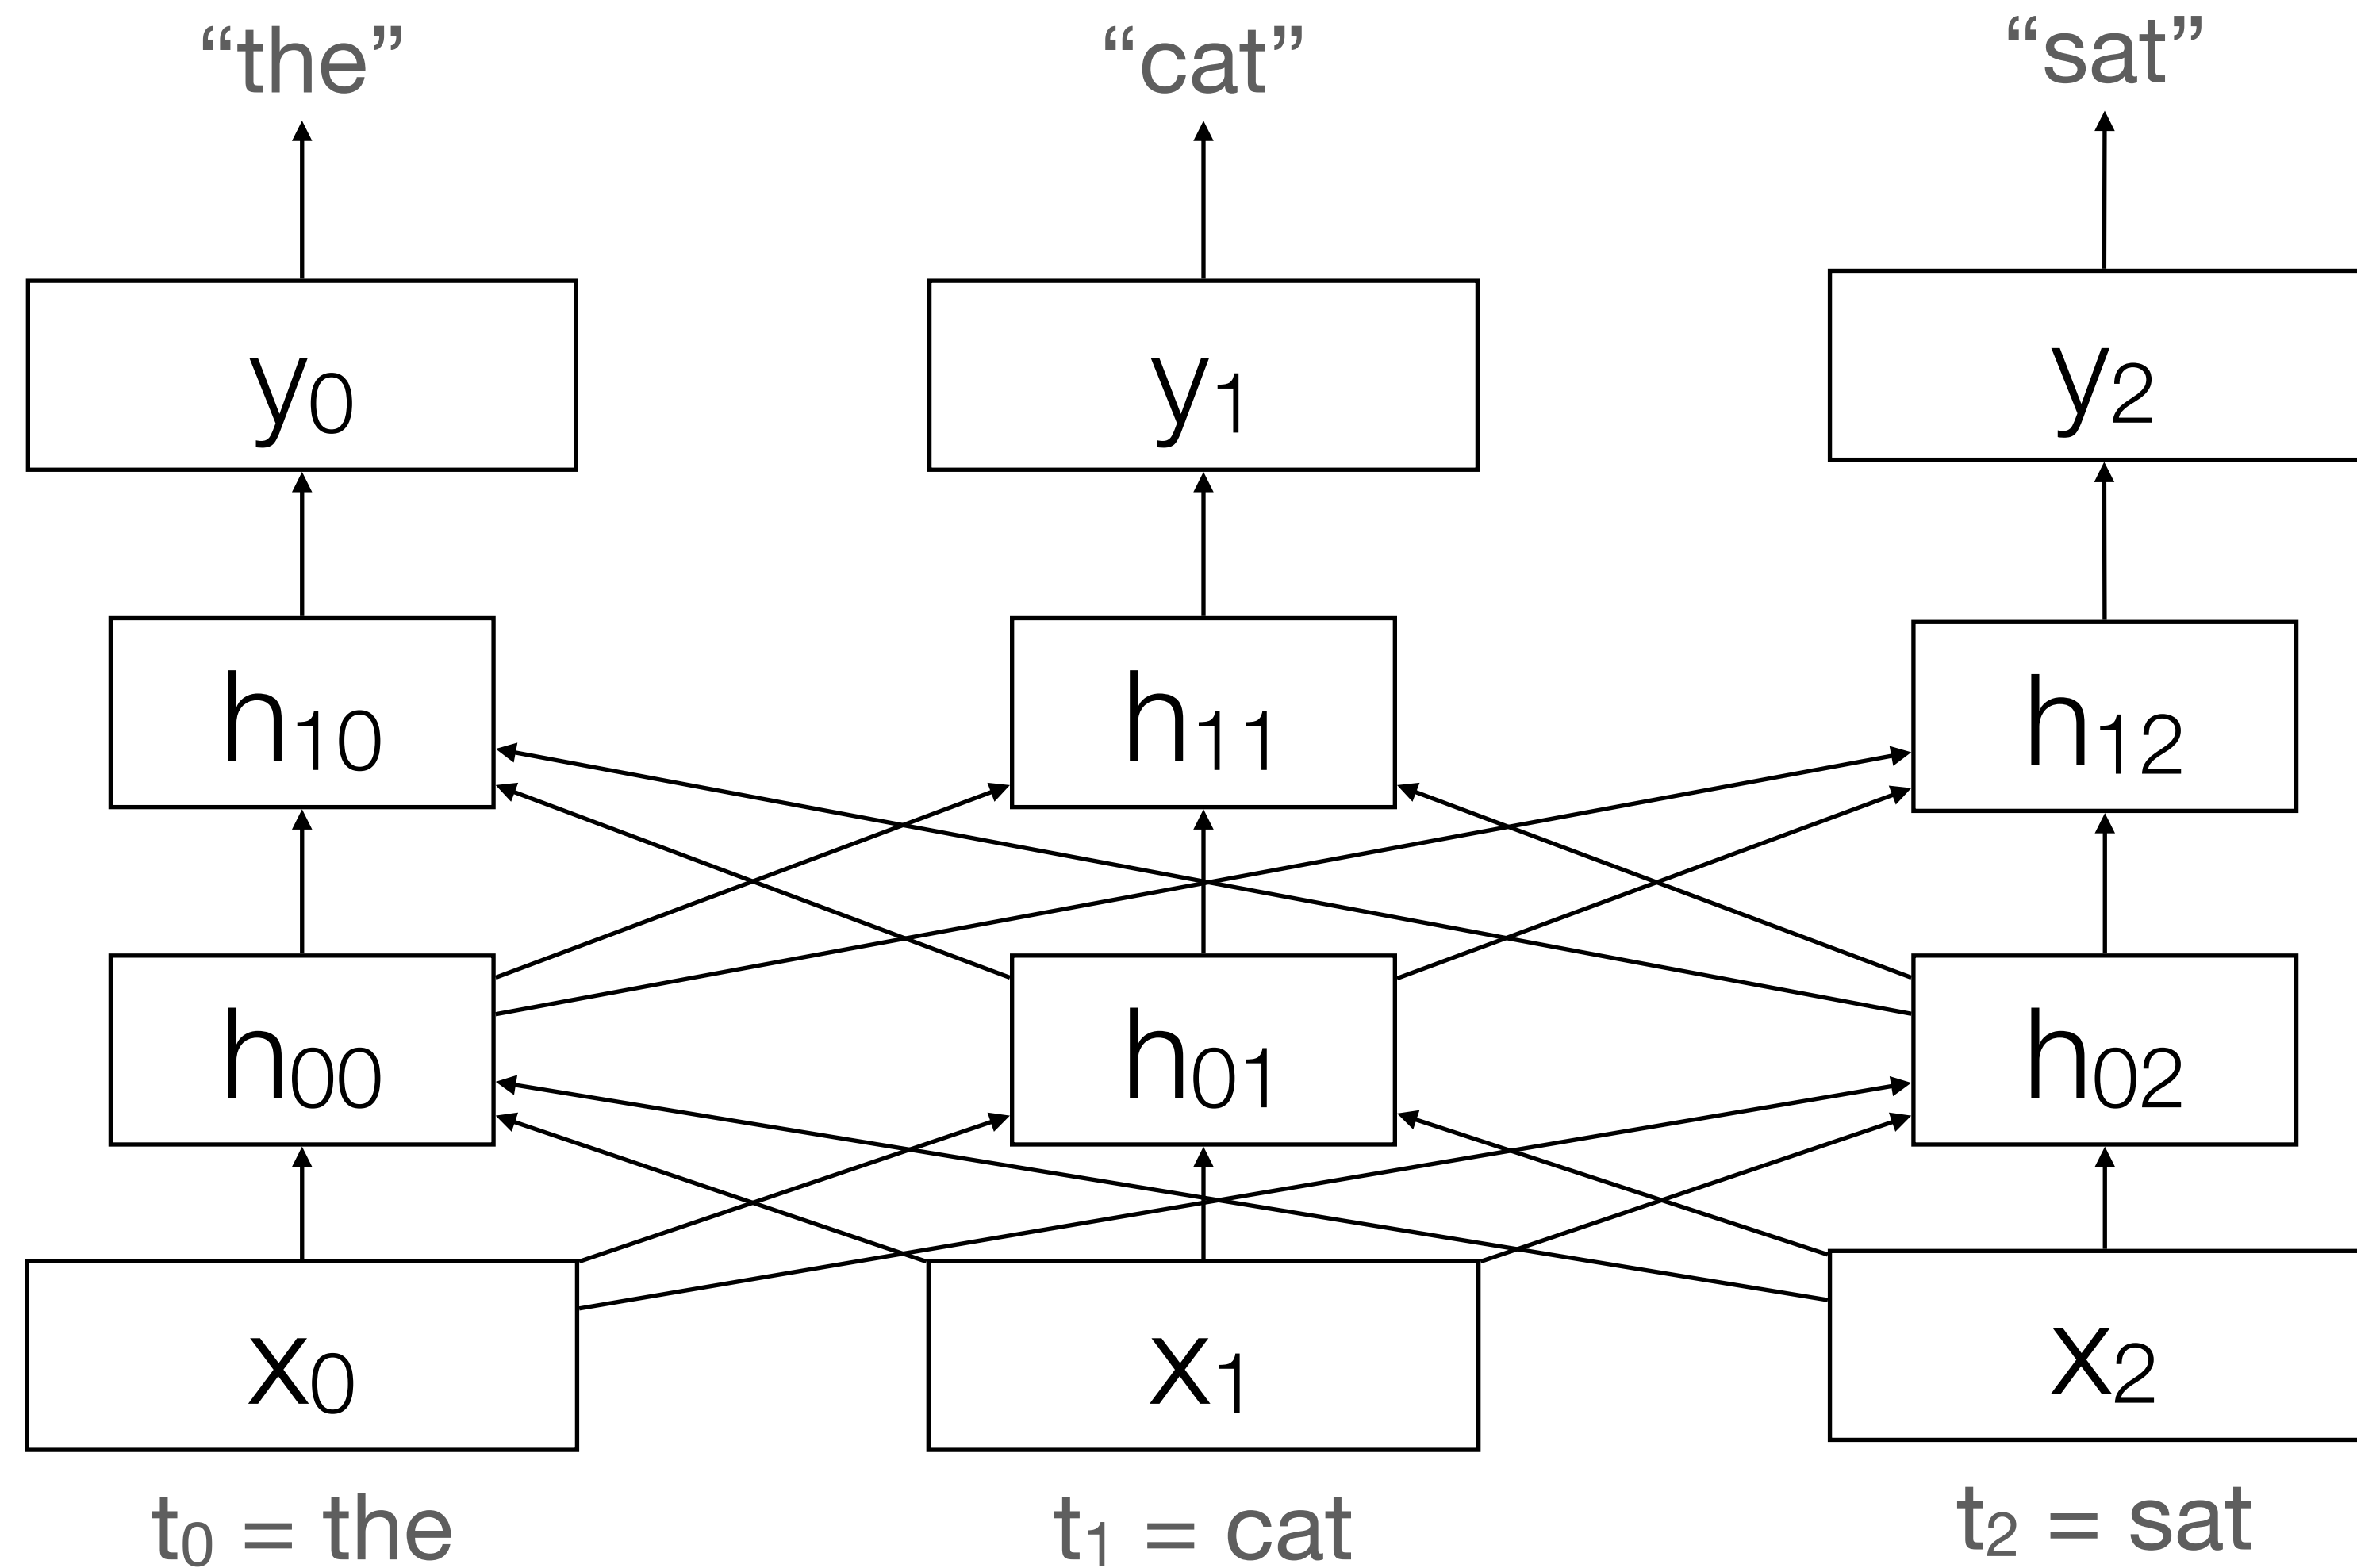 “the” “cat” “sat”
y0 y1 y2
h10 h11 h12
h00 h01 h02
x0 x1 x2
t0 = the t1 = cat t2 = sat